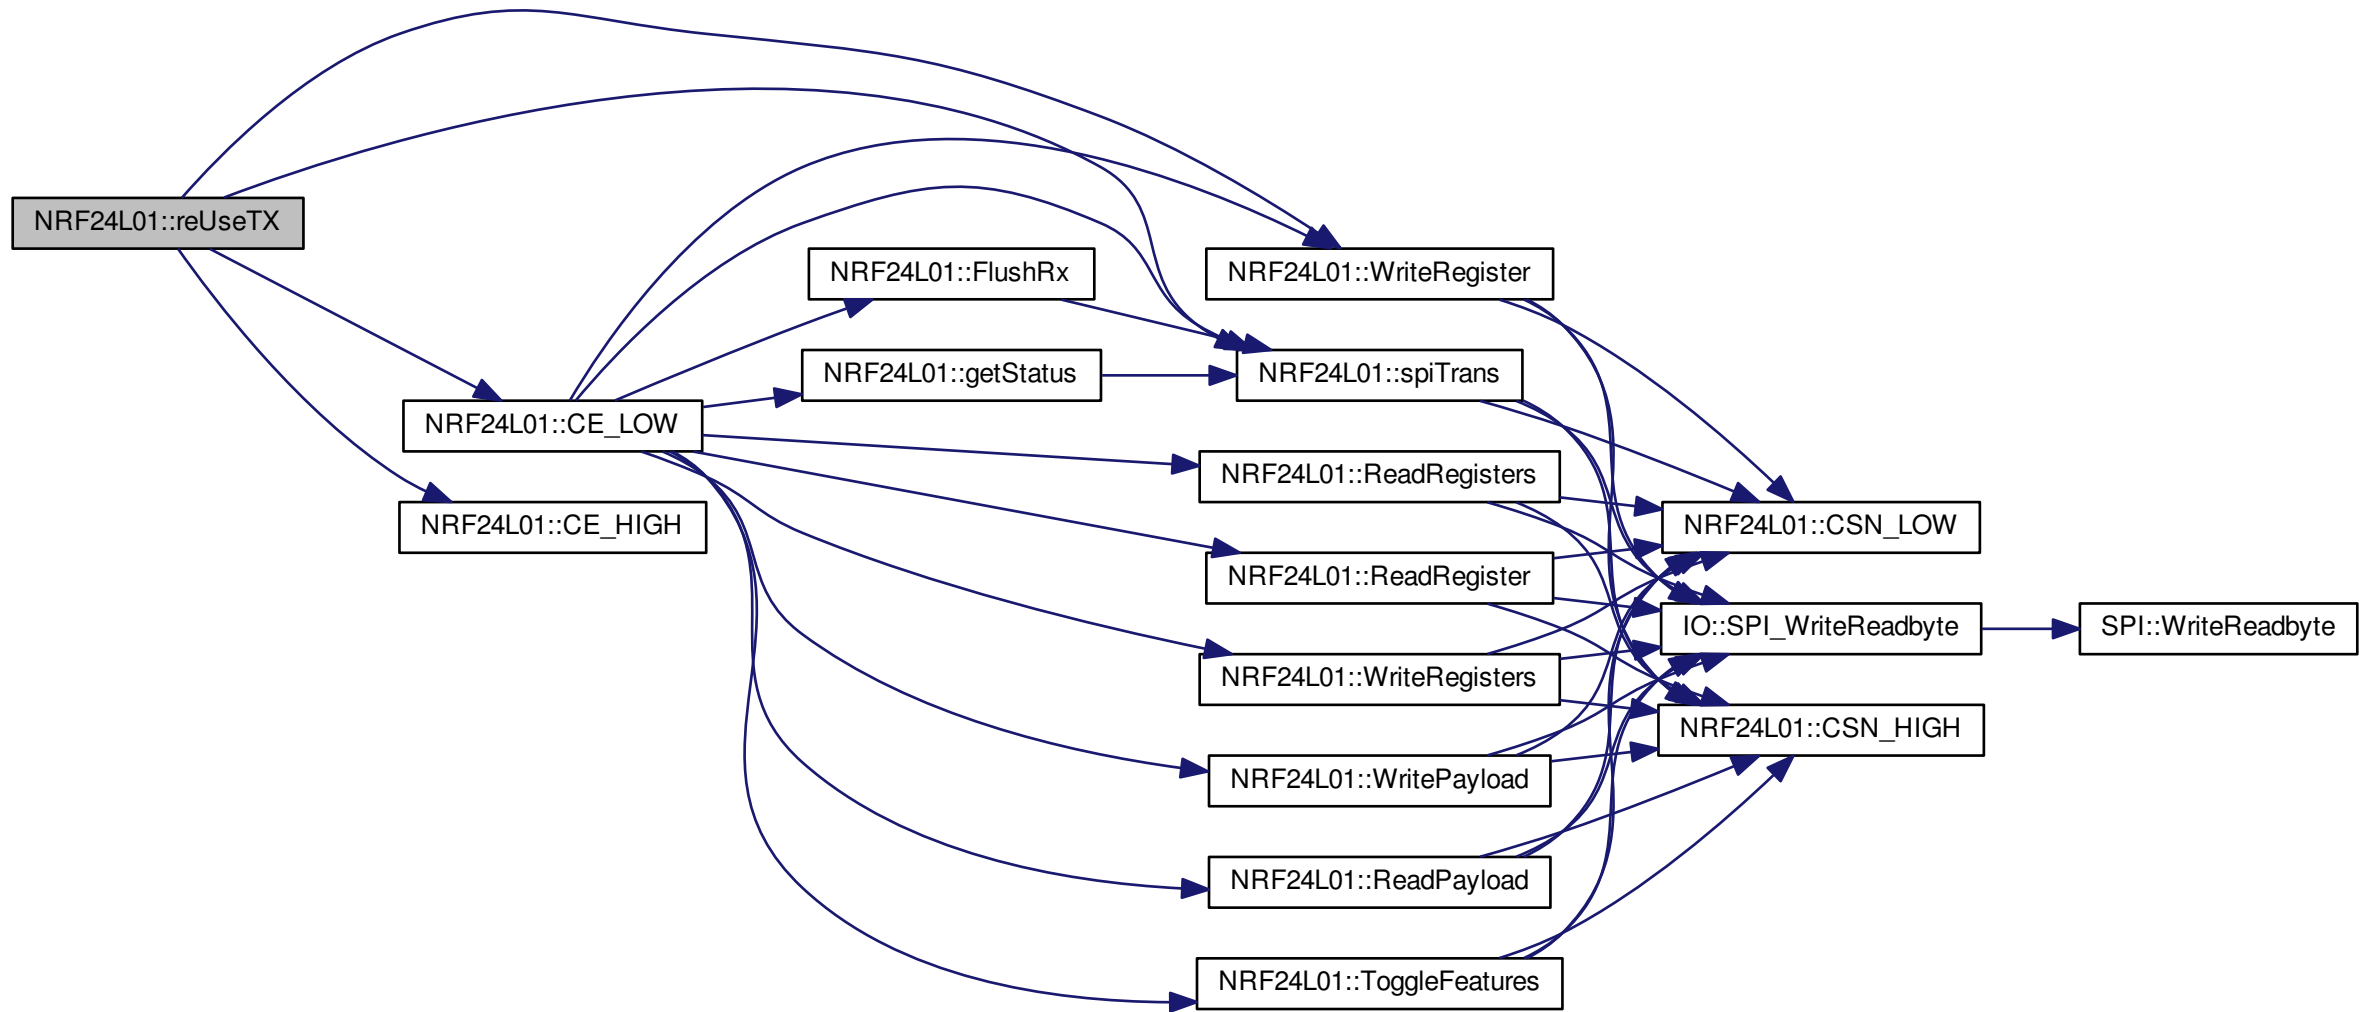 NRF24L01::reUseTX
NRF24L01::CE_LOW
NRF24L01::CE_HIGH
NRF24L01::FlushRx
NRF24L01::getStatus
NRF24L01::WriteRegister
NRF24L01::spiTrans
NRF24L01::ReadRegisters
NRF24L01::ReadRegister
NRF24L01::WriteRegisters
NRF24L01::WritePayload
NRF24L01::ReadPayload
NRF24L01::ToggleFeatures
NRF24L01::CSN_LOW
IO::SPI_WriteReadbyte
NRF24L01::CSN_HIGH
SPI::WriteReadbyte